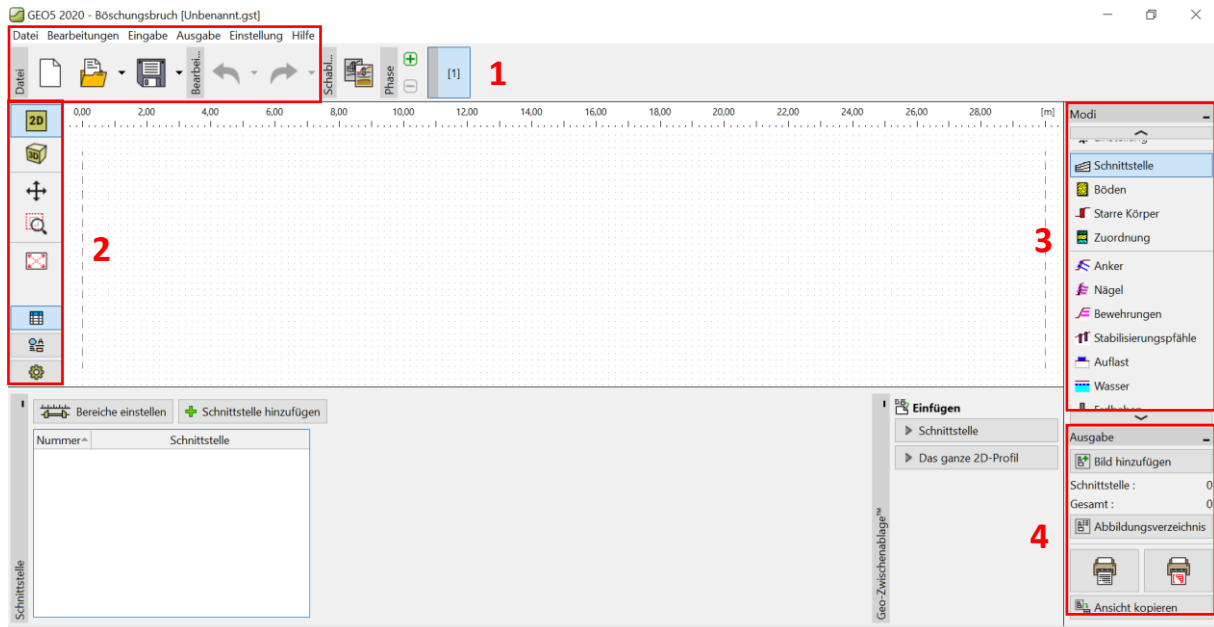 GEO5 2020 - Böschungsbruch [Unbenannt.gst]
Datei Bearbeitungen Eingabe Ausgabe Einstellung Hilfe
Datei
Bearbei...
Schabl...
Phase
[1]
1
0,00 2,00 4,00 6,00 8,00 10,00 12,00 14,00 16,00 18,00 20,00 22,00 24,00 26,00 28,00 [m]
2D
3D
2
3
Modi
Einstellung
Schnittstelle
Böden
Starre Körper
Zuordnung
Anker
Nägel
Bewehrungen
Stabilisierungspfähle
Auflast
Wasser
Erdbeben
Bereiche einstellen
Schnittstelle hinzufügen
Nummer Schnittstelle
Schnittstelle
Einfügen
Schnittstelle
Das ganze 2D-Profil
Geo-Zwischenablage™
4
Ausgabe
Bild hinzufügen
Schnittstelle : 0
Gesamt : 0
Abbildungsverzeichnis
Ansicht kopieren